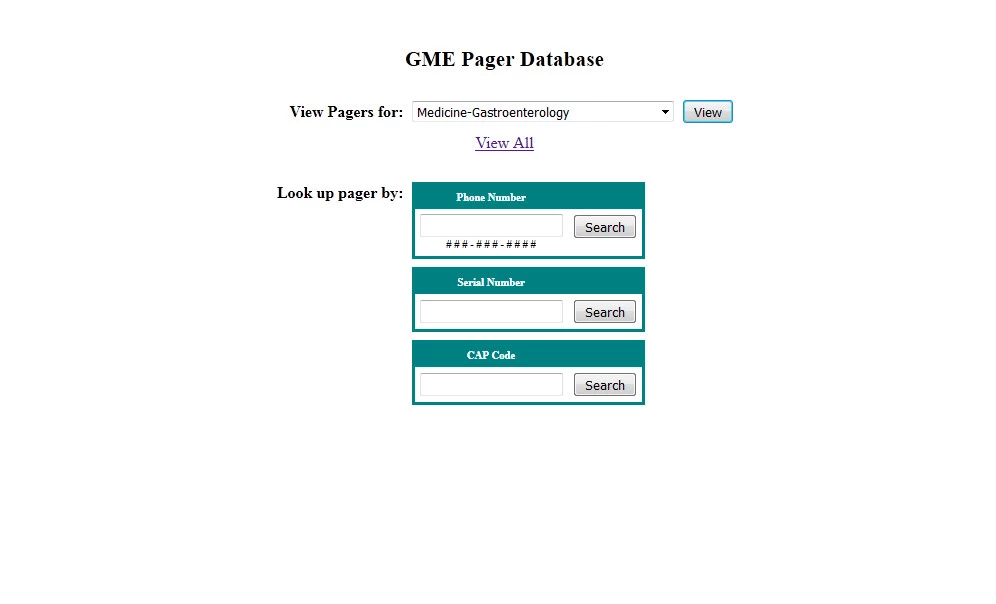 GME Pager Database
View Pagers for: Medicine-Gastroenterology View
View All
Look up pager by: Phone Number
Search
###-###-####
Serial Number
Search
CAP Code
Search